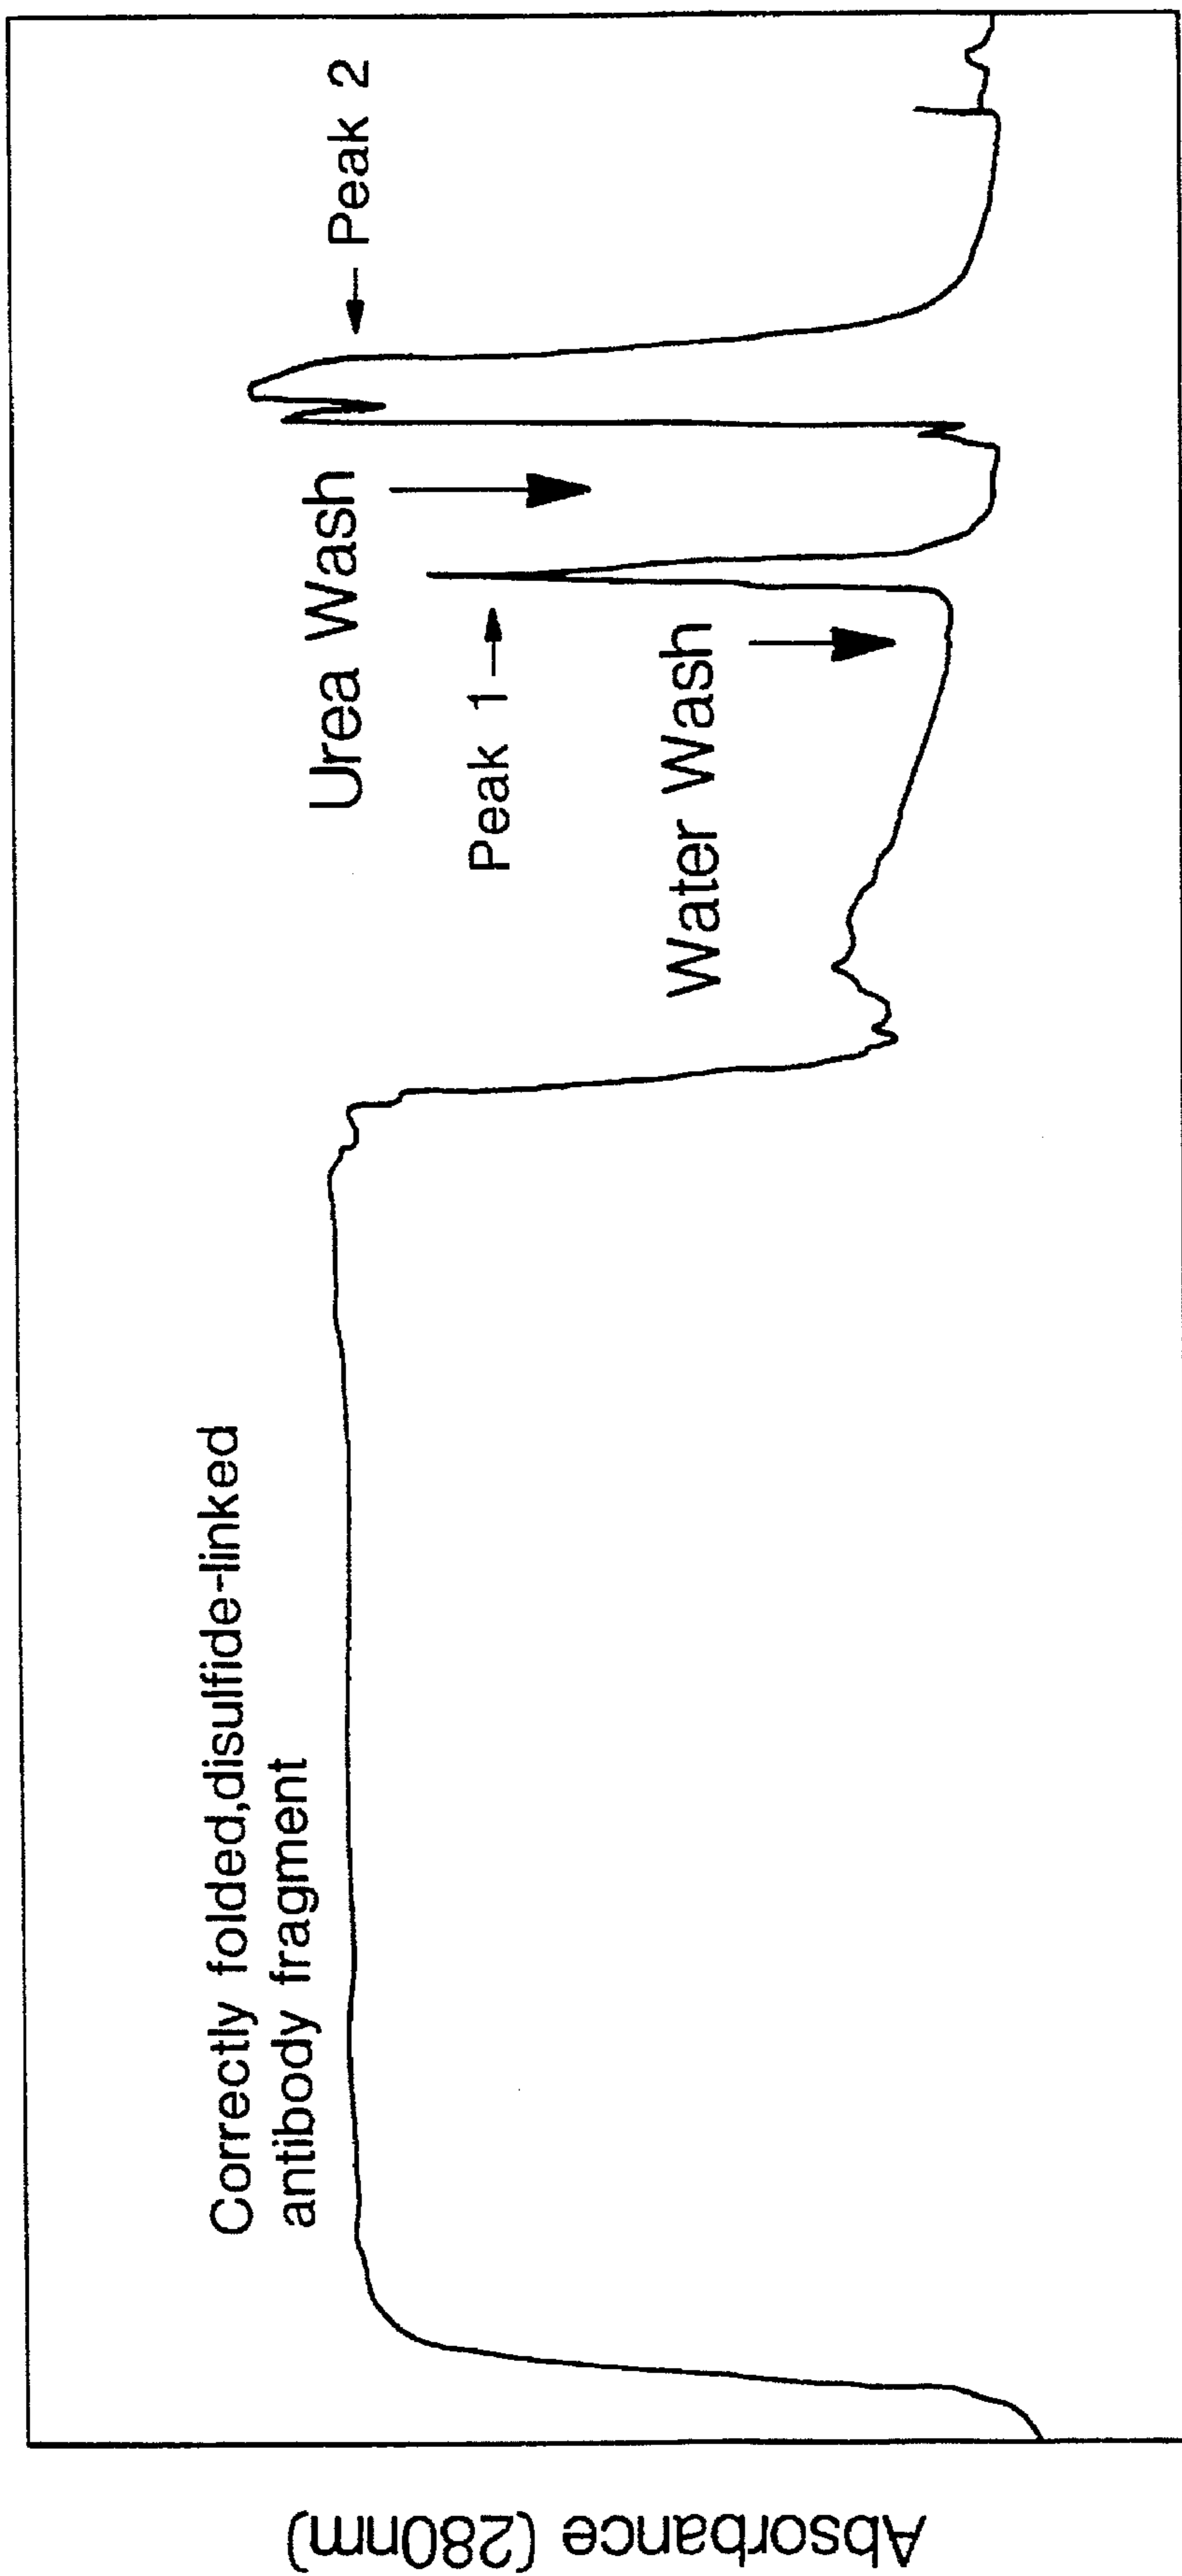 Absorbance (280nm)
Correctly folded,disulfide-linked
antibody fragment
Urea Wash
Peak 1
Water Wash
Peak 2